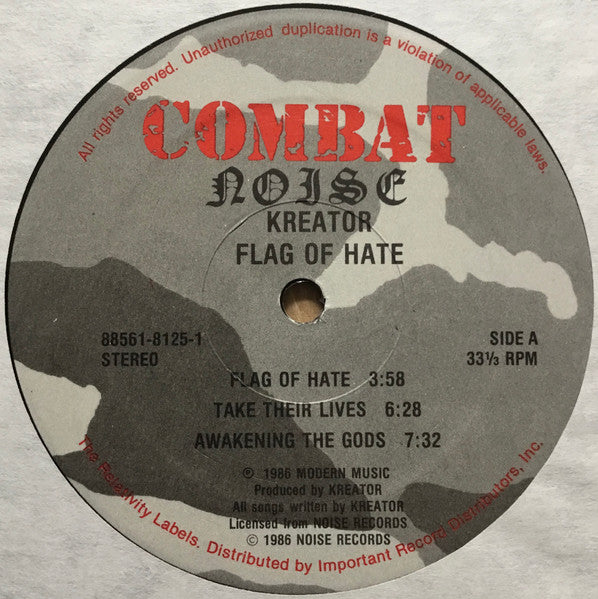 All rights reserved. Unauthorized duplication is a violation of applicable laws.
COMBAT
NOISE
KREATOR
FLAG OF HATE
88561-8125-1
STEREO
SIDE A
33⅓ RPM
FLAG OF HATE 3:58
TAKE THEIR LIVES 6:28
AWAKENING THE GODS 7:32
℗ 1986 MODERN MUSIC
Produced by KREATOR
All songs written by KREATOR
Licensed from NOISE RECORDS
© 1986 NOISE RECORDS
The Relativity Labels. Distributed by Important Record Distributors, Inc.